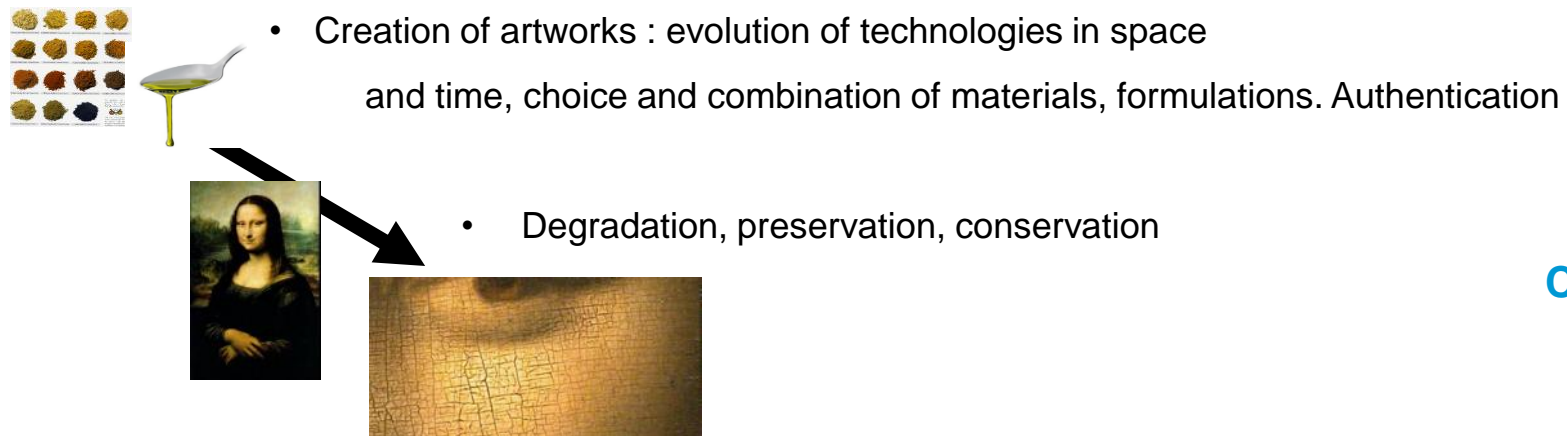 • Creation of artworks : evolution of technologies in space
and time, choice and combination of materials, formulations. Authentication
• Degradation, preservation, conservation